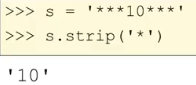 >>> s = '***10***'
>>> s.strip('*')
'10'